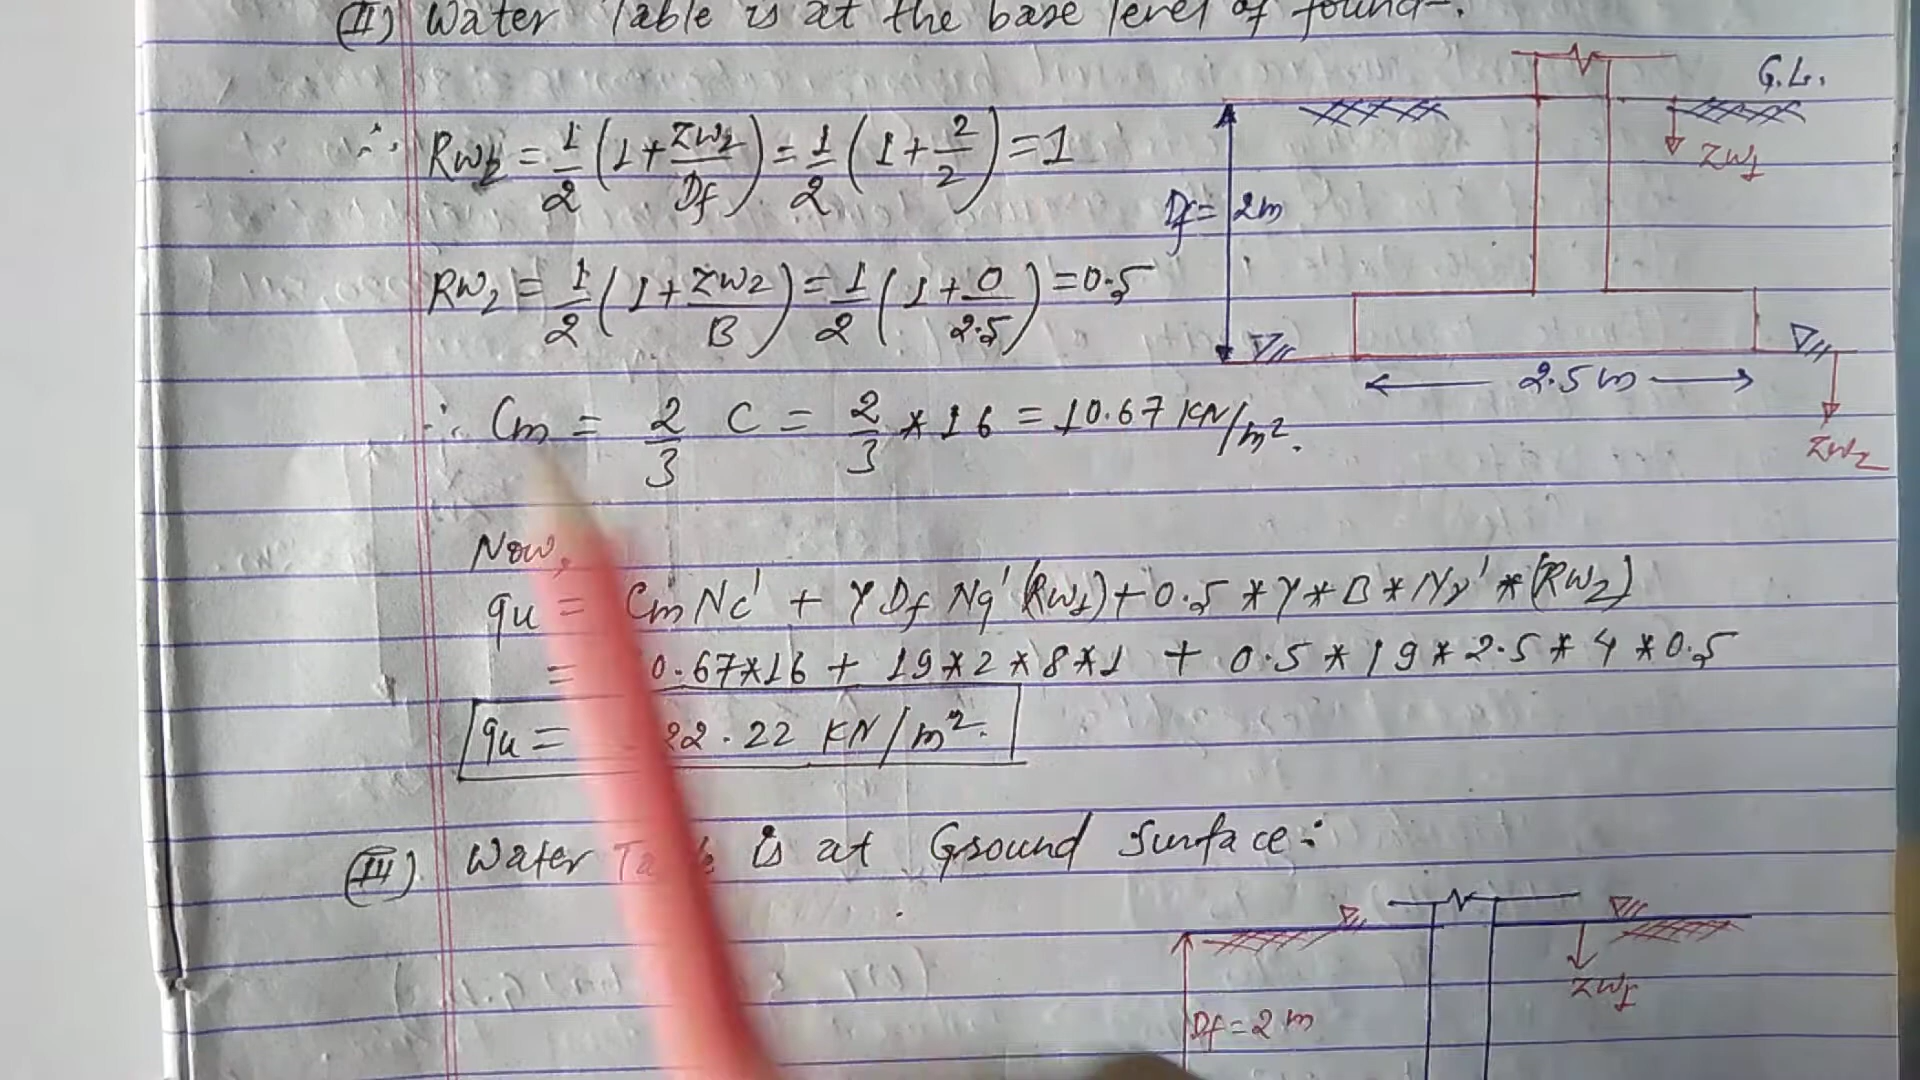 (II) Water Table is at the base level of foundⁿ.
G.L.
∴ Rw1 = 1/2 (1 + Zw1/Df) = 1/2 (1 + 2/2) = 1
Zw1
Df = 2m
Rw2 = 1/2 (1 + Zw2/B) = 1/2 (1 + 0/2.5) = 0.5
2.5 m
∴ Cm = 2/3 C = 2/3 * 16 = 10.67 KN/m².
Zw2
Now,
qu = CmNc' + γ Df Nq' (Rw1) + 0.5 * γ * B * Nγ' * (Rw2)
= 0.67*16 + 19*2*8*1 + 0.5*19*2.5*4*0.5
qu = 22.22 KN/m².
(III) Water Table is at Ground Surface:
Zw1
Df = 2 m